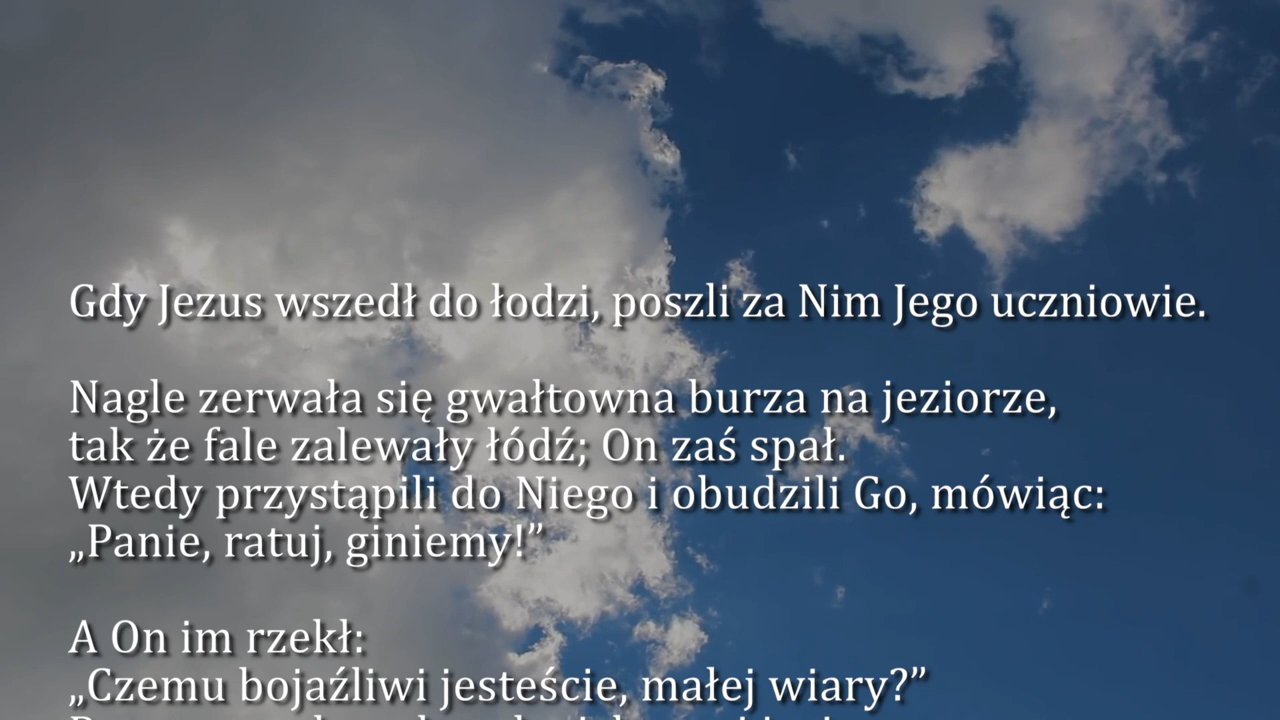 Gdy Jezus wszedł do łodzi, poszli za Nim Jego uczniowie.
Nagle zerwała się gwałtowna burza na jeziorze,
tak że fale zalewały łódź; On zaś spał.
Wtedy przystąpili do Niego i obudzili Go, mówiąc:
„Panie, ratuj, giniemy!”
A On im rzekł:
„Czemu bojaźliwi jesteście, małej wiary?”